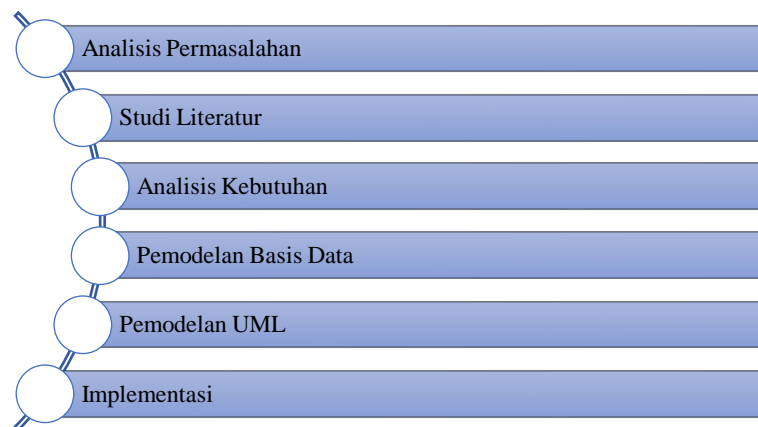 Analisis Permasalahan
Studi Literatur
Analisis Kebutuhan
Pemodelan Basis Data
Pemodelan UML
Implementasi